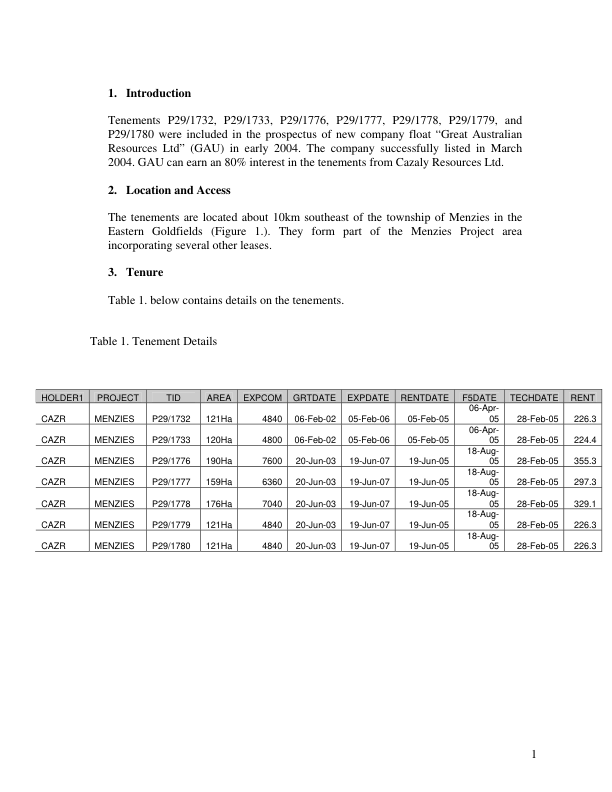 1. Introduction
Tenements P29/1732, P29/1733, P29/1776, P29/1777, P29/1778, P29/1779, and
P29/1780 were included in the prospectus of new company float “Great Australian
Resources Ltd” (GAU) in early 2004. The company successfully listed in March
2004. GAU can earn an 80% interest in the tenements from Cazaly Resources Ltd.
2. Location and Access
The tenements are located about 10km southeast of the township of Menzies in the
Eastern Goldfields (Figure 1.). They form part of the Menzies Project area
incorporating several other leases.
3. Tenure
Table 1. below contains details on the tenements.
Table 1. Tenement Details
HOLDER1 PROJECT TID AREA EXPCOM GRTDATE EXPDATE RENTDATE F5DATE TECHDATE RENT
CAZR MENZIES P29/1732 121Ha 4840 06-Feb-02 05-Feb-06 05-Feb-05 06-Apr-05 28-Feb-05 226.3
CAZR MENZIES P29/1733 120Ha 4800 06-Feb-02 05-Feb-06 05-Feb-05 06-Apr-05 28-Feb-05 224.4
CAZR MENZIES P29/1776 190Ha 7600 20-Jun-03 19-Jun-07 19-Jun-05 18-Aug-05 28-Feb-05 355.3
CAZR MENZIES P29/1777 159Ha 6360 20-Jun-03 19-Jun-07 19-Jun-05 18-Aug-05 28-Feb-05 297.3
CAZR MENZIES P29/1778 176Ha 7040 20-Jun-03 19-Jun-07 19-Jun-05 18-Aug-05 28-Feb-05 329.1
CAZR MENZIES P29/1779 121Ha 4840 20-Jun-03 19-Jun-07 19-Jun-05 18-Aug-05 28-Feb-05 226.3
CAZR MENZIES P29/1780 121Ha 4840 20-Jun-03 19-Jun-07 19-Jun-05 18-Aug-05 28-Feb-05 226.3
1